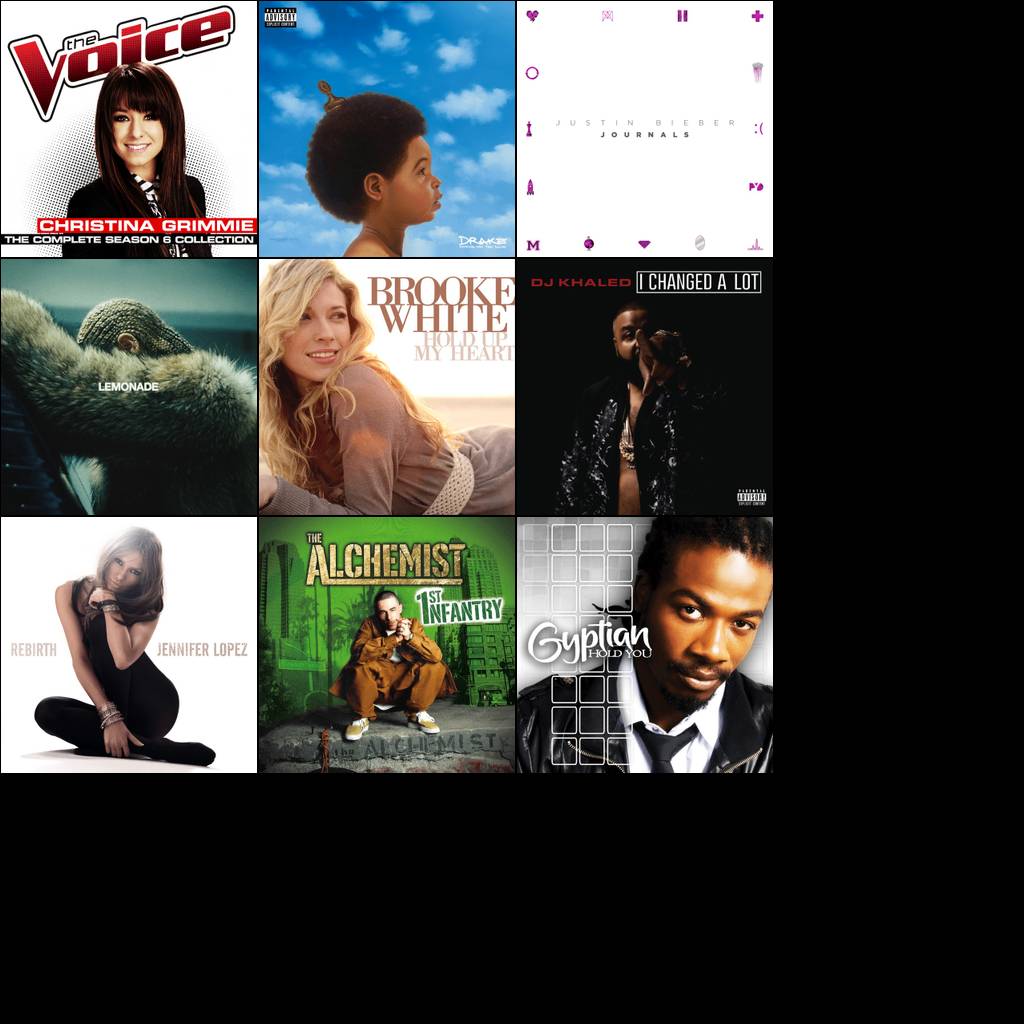 the
Voice
CHRISTINA GRIMMIE
THE COMPLETE SEASON 6 COLLECTION
PARENTAL
ADVISORY
EXPLICIT CONTENT
DRAKE
JUSTIN BIEBER
JOURNALS
:(
M
LEMONADE
BROOKE
WHITE
HOLD UP
MY HEART
DJ KHALED I CHANGED A LOT
PARENTAL
ADVISORY
EXPLICIT CONTENT
REBIRTH JENNIFER LOPEZ
THE
ALCHEMIST
1ST
INFANTRY
the ALCHEMIST
Gyptian
HOLD YOU